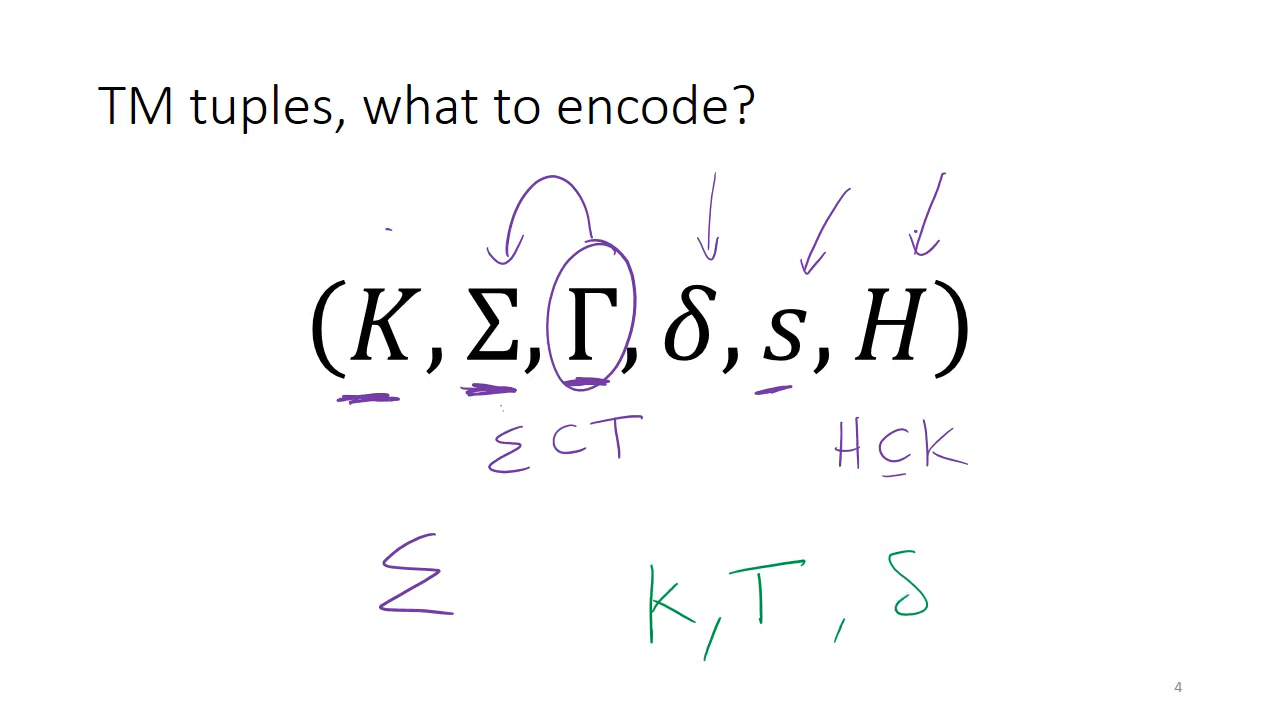 TM tuples, what to encode?
(K, Σ, Γ, δ, s, H)
Σ ⊂ Γ H ⊆ K
Σ K, Γ, δ
4